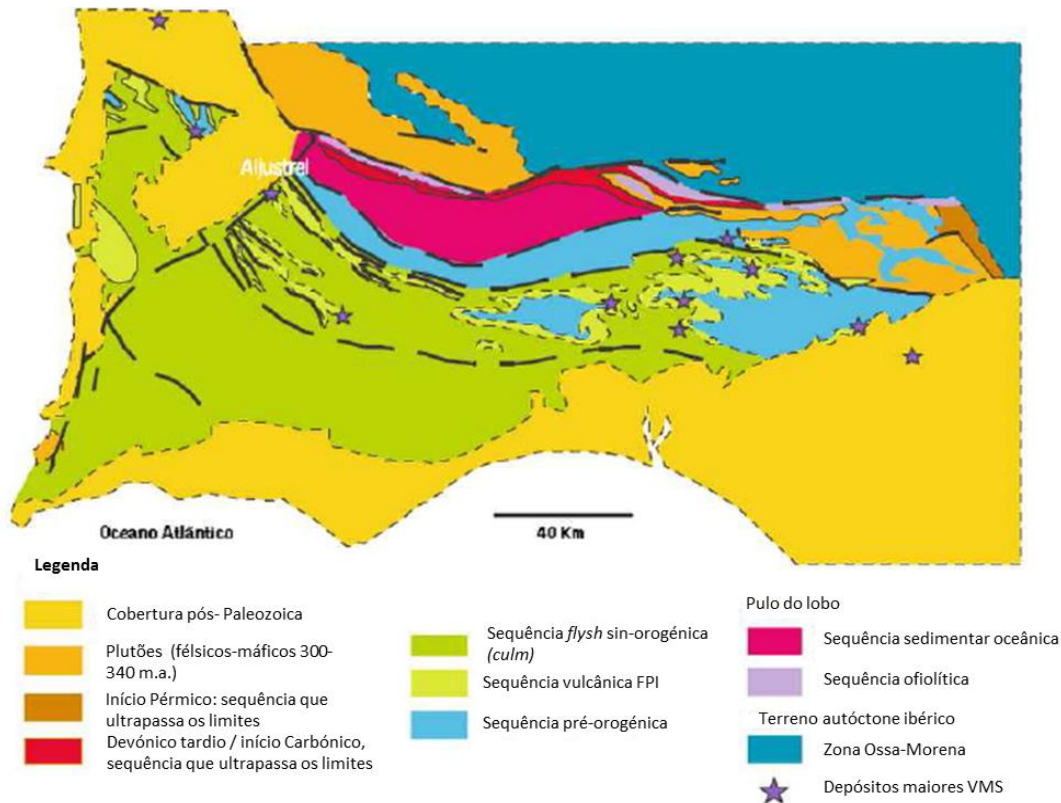 Aljustrel
Oceano Atlántico
40 Km
Legenda
Cobertura pós- Paleozoica
Plutões (félsicos-máficos 300-
340 m.a.)
Início Pérmico: sequência que
ultrapassa os limites
Devónico tardio / início Carbónico,
sequência que ultrapassa os limites
Sequência flysh sin-orogénica
(culm)
Sequência vulcânica FPI
Sequência pré-orogénica
Pulo do lobo
Sequência sedimentar oceânica
Sequência ofiolítica
Terreno autóctone ibérico
Zona Ossa-Morena
Depósitos maiores VMS